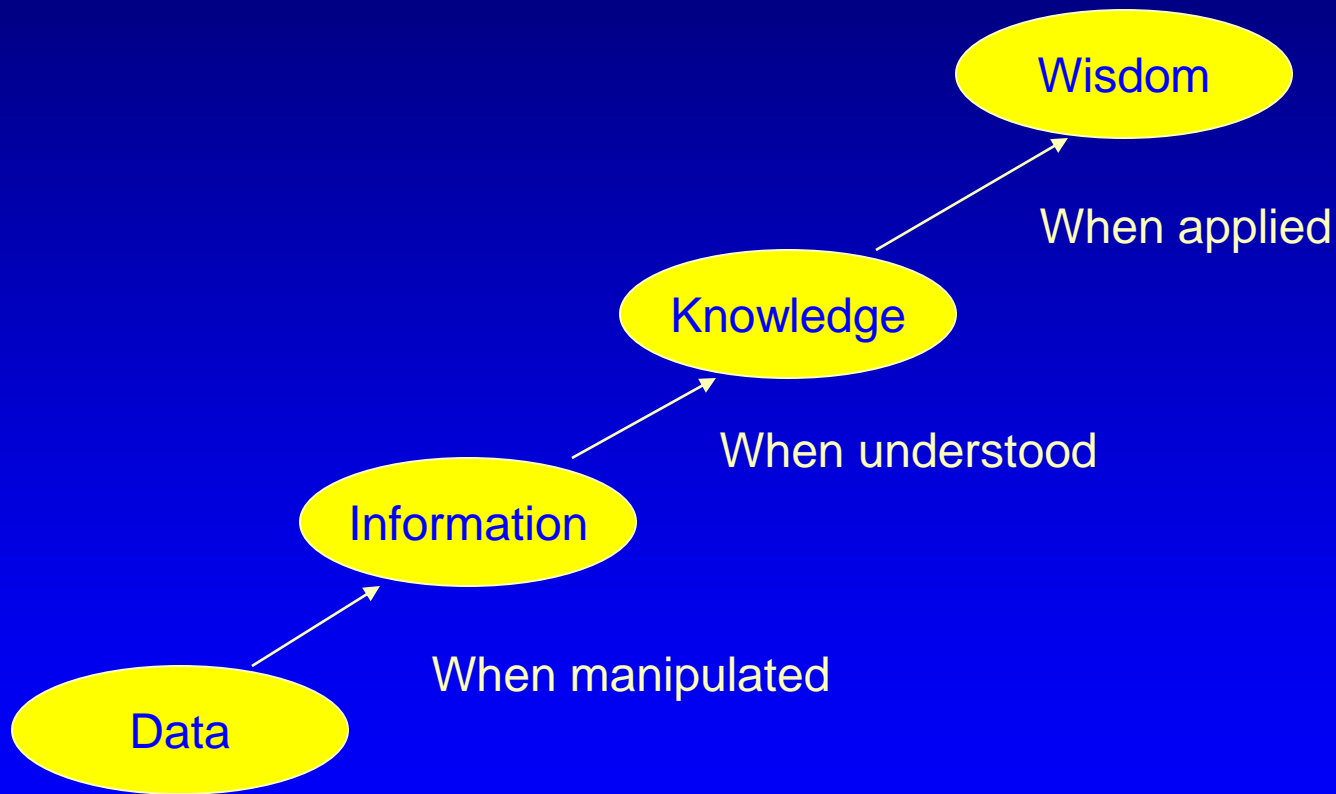 Wisdom
When applied
Knowledge
When understood
Information
When manipulated
Data